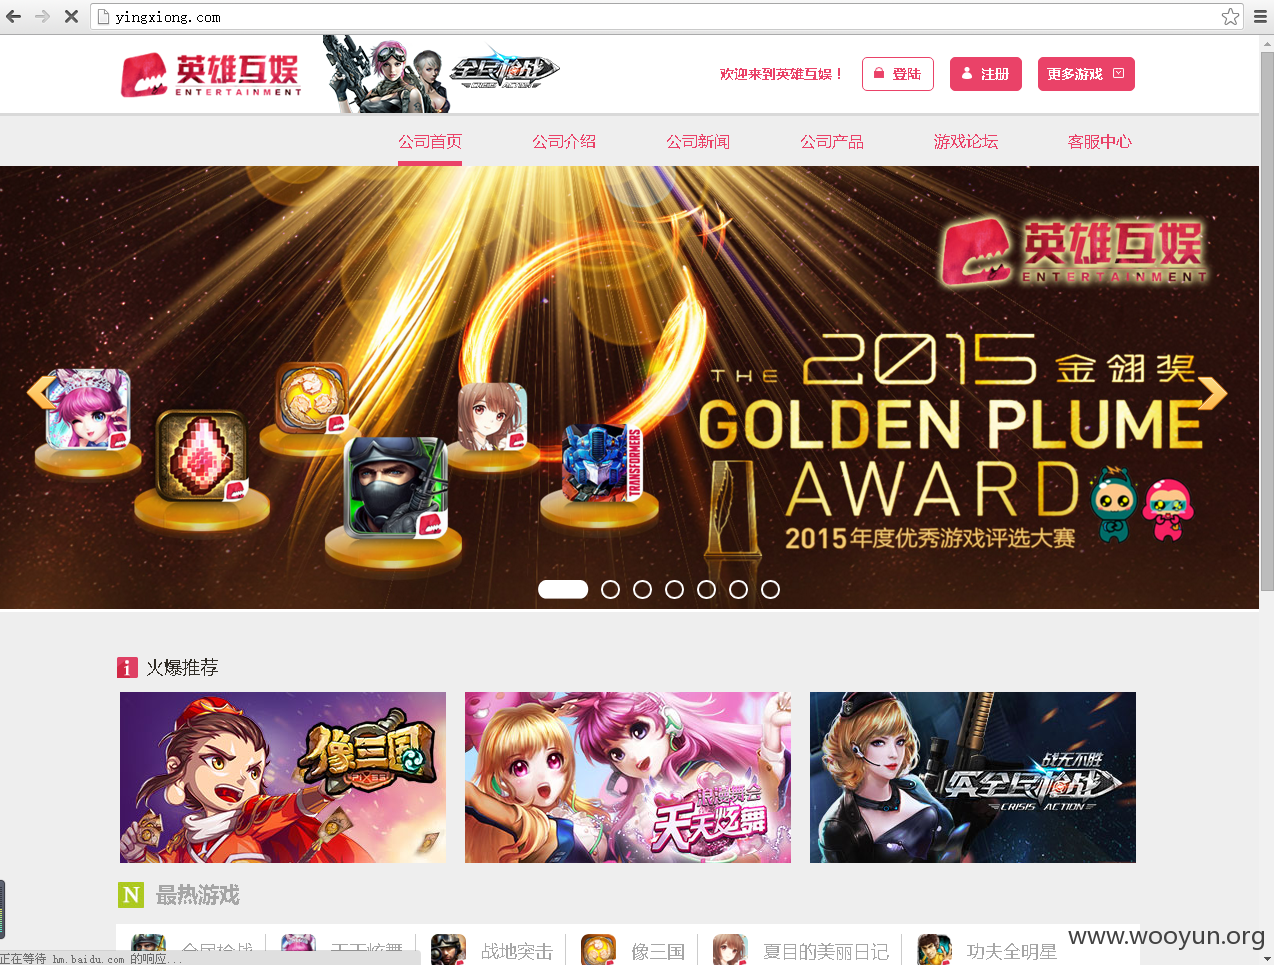 yingxiong.com
英雄互娱
ENTERTAINMENT
全民枪战
CRISIS ACTION
欢迎来到英雄互娱！
登陆
注册
更多游戏
公司首页
公司介绍
公司新闻
公司产品
游戏论坛
客服中心
英雄互娱
ENTERTAINMENT
THE 2015 金翎奖
GOLDEN PLUME
AWARD
2015年度优秀游戏评选大赛
TRANSFORMERS
火爆推荐
像三国
PIXEL
浪漫舞会
天天炫舞
战无不胜
全民枪战
CRISIS ACTION
N 最热游戏
全民枪战
天天炫舞
战地突击
像三国
夏目的美丽日记
功夫全明星
正在等待 hm.baidu.com 的响应...
www.wooyun.org